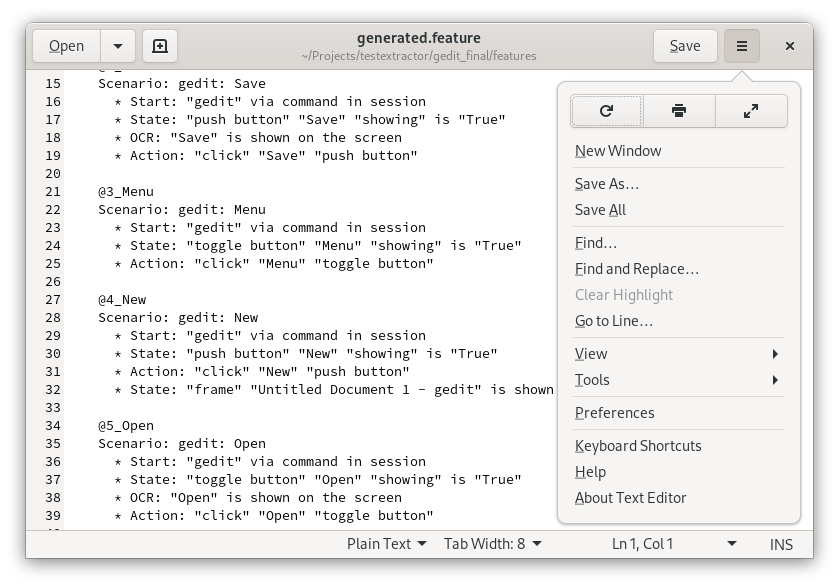 Open
generated.feature
~/Projects/testextractor/gedit_final/features
Save
15 Scenario: gedit: Save
16 * Start: "gedit" via command in session
17 * State: "push button" "Save" "showing" is "True"
18 * OCR: "Save" is shown on the screen
19 * Action: "click" "Save" "push button"
20
21 @3_Menu
22 Scenario: gedit: Menu
23 * Start: "gedit" via command in session
24 * State: "toggle button" "Menu" "showing" is "True"
25 * Action: "click" "Menu" "toggle button"
26
27 @4_New
28 Scenario: gedit: New
29 * Start: "gedit" via command in session
30 * State: "push button" "New" "showing" is "True"
31 * Action: "click" "New" "push button"
32 * State: "frame" "Untitled Document 1 - gedit" is shown
33
34 @5_Open
35 Scenario: gedit: Open
36 * Start: "gedit" via command in session
37 * State: "toggle button" "Open" "showing" is "True"
38 * OCR: "Open" is shown on the screen
39 * Action: "click" "Open" "toggle button"
New Window
Save As...
Save All
Find...
Find and Replace...
Clear Highlight
Go to Line...
View
Tools
Preferences
Keyboard Shortcuts
Help
About Text Editor
Plain Text
Tab Width: 8
Ln 1, Col 1
INS